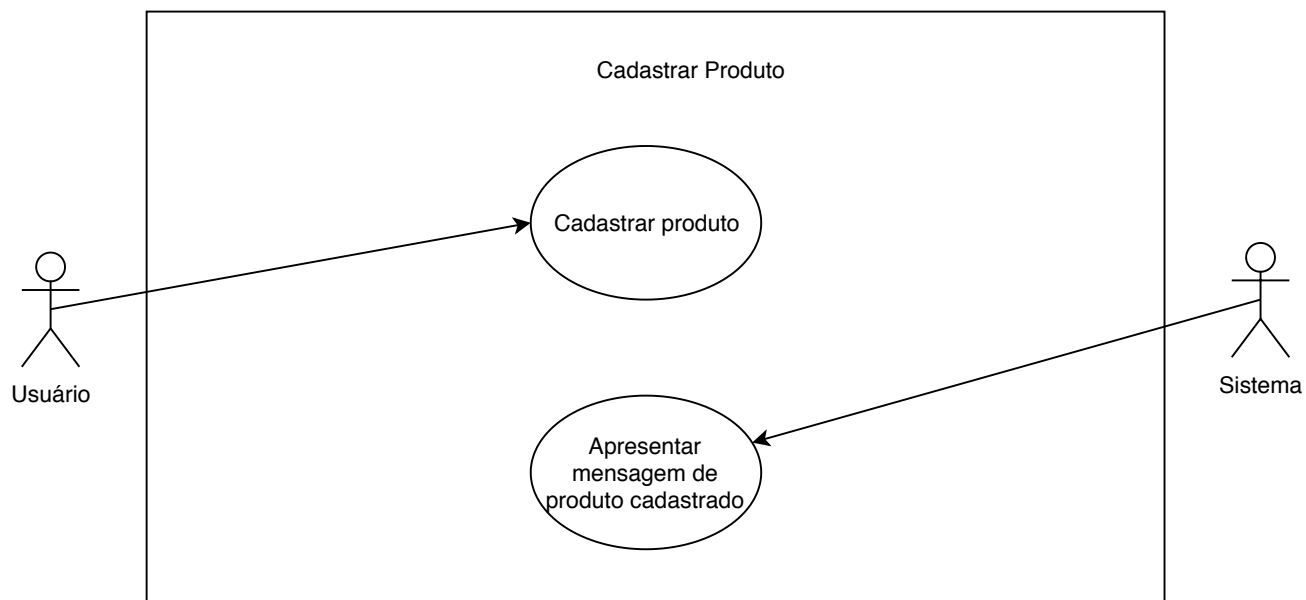 Cadastrar Produto
Cadastrar produto
Usuário
Sistema
Apresentar
mensagem de
produto cadastrado